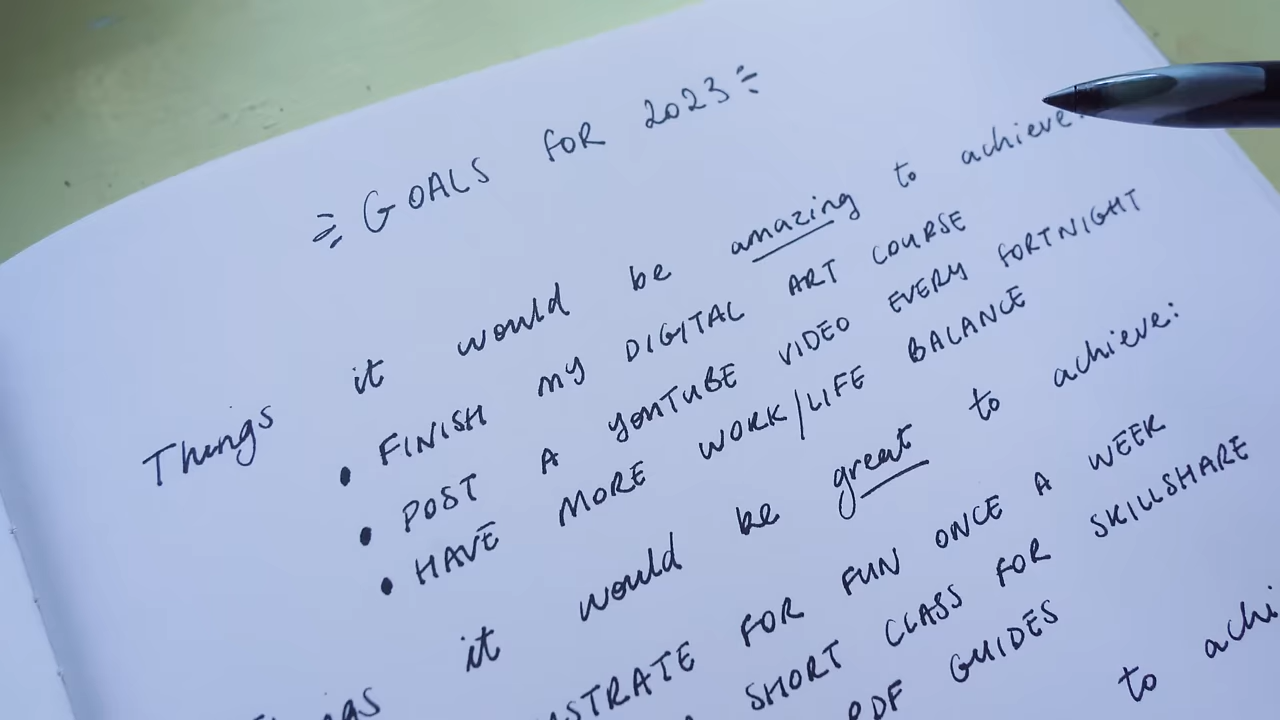 GOALS FOR 2023
Things it would be amazing to achieve:
• FINISH MY DIGITAL ART COURSE
• POST A YOUTUBE VIDEO EVERY FORTNIGHT
• HAVE MORE WORK/LIFE BALANCE
it would be great to achieve:
FOR FUN ONCE A WEEK
SHORT CLASS FOR SKILLSHARE
PDF GUIDES
to